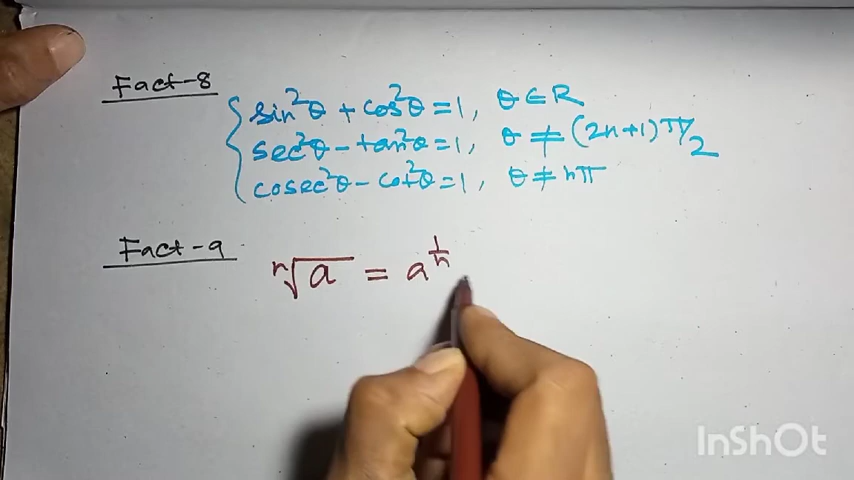 Fact-8
sin²θ + cos²θ = 1, θ ∈ R
sec²θ - tan²θ = 1, θ ≠ (2n+1)π/2
cosec²θ - cot²θ = 1, θ ≠ nπ
Fact-9
ⁿ√a = a^(1/n)
InShOt